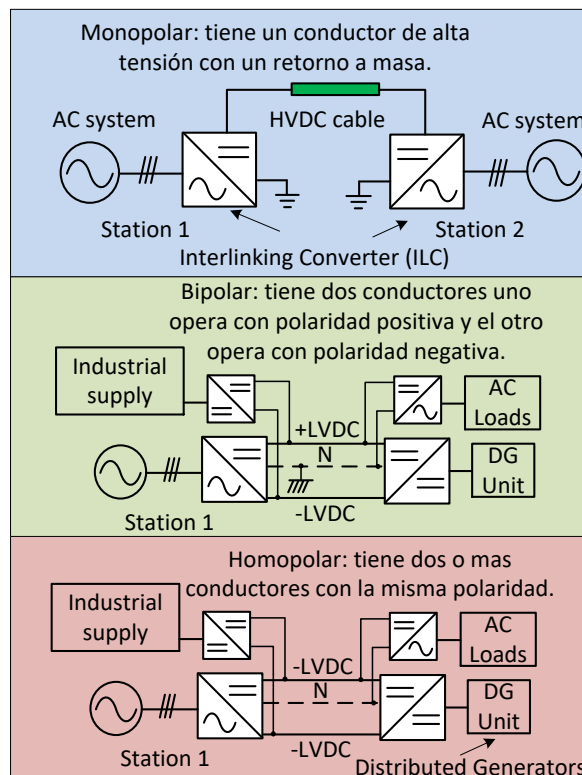 Monopolar: tiene un conductor de alta
tensión con un retorno a masa.
AC system
HVDC cable
AC system
Station 1
Station 2
Interlinking Converter (ILC)
Bipolar: tiene dos conductores uno
opera con polaridad positiva y el otro
opera con polaridad negativa.
Industrial
supply
AC
Loads
+LVDC
N
DG
Unit
-LVDC
Station 1
Homopolar: tiene dos o mas
conductores con la misma polaridad.
Industrial
supply
AC
Loads
-LVDC
N
DG
Unit
-LVDC
Station 1
Distributed Generators